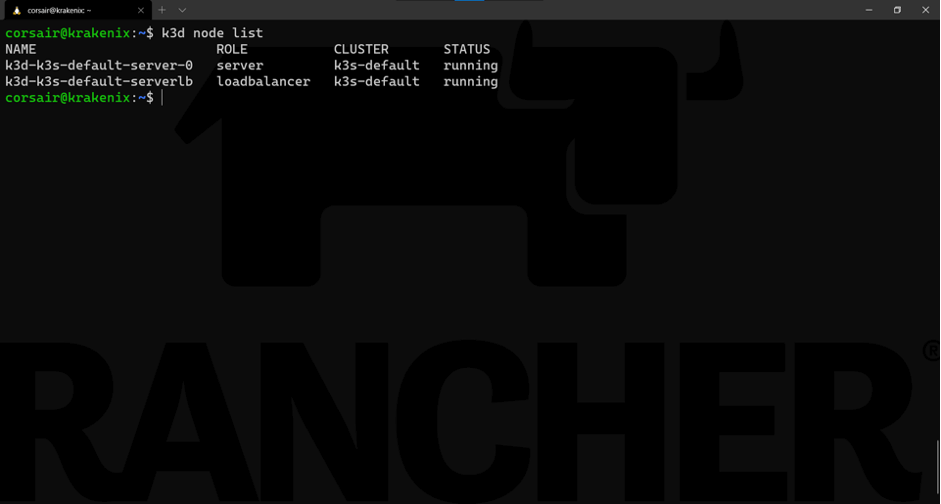 corsair@krakenix: ~
corsair@krakenix:~$ k3d node list
NAME ROLE CLUSTER STATUS
k3d-k3s-default-server-0 server k3s-default running
k3d-k3s-default-serverlb loadbalancer k3s-default running
corsair@krakenix:~$
RANCHER®